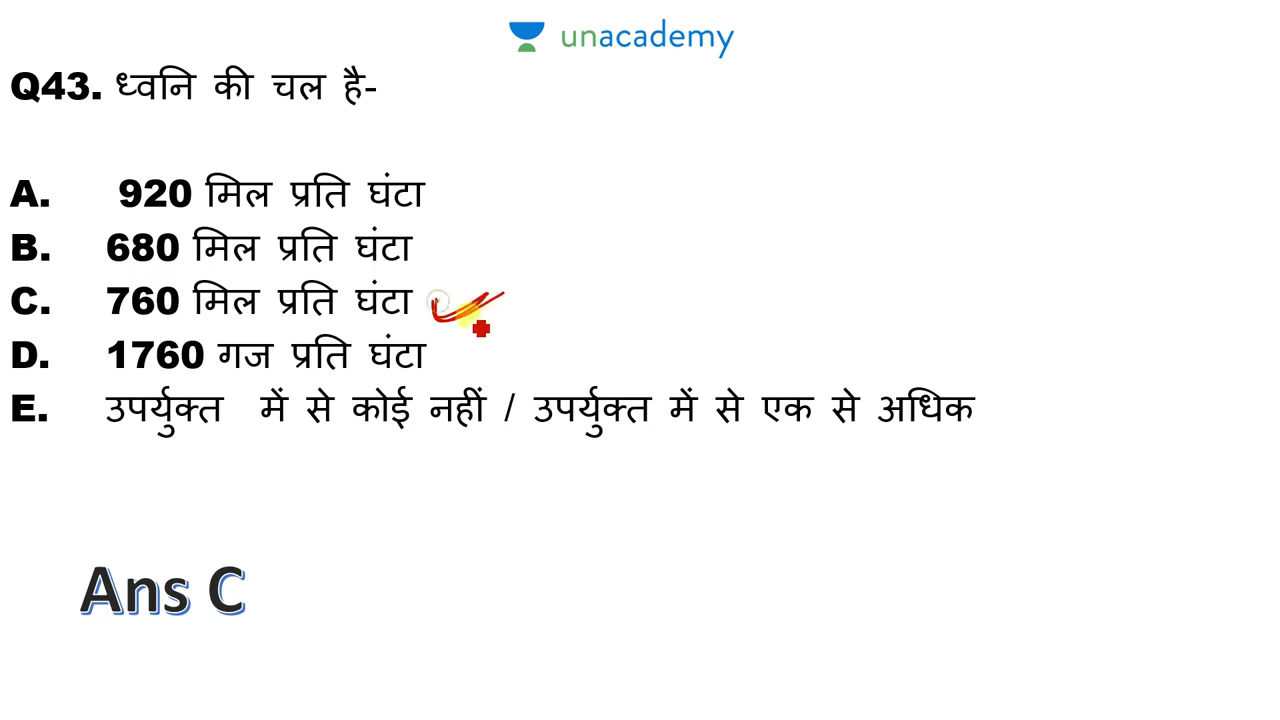 unacademy
Q43. ध्वनि की चल है-
A. 920 मिल प्रति घंटा
B. 680 मिल प्रति घंटा
C. 760 मिल प्रति घंटा
D. 1760 गज प्रति घंटा
E. उपर्युक्त में से कोई नहीं / उपर्युक्त में से एक से अधिक
Ans C